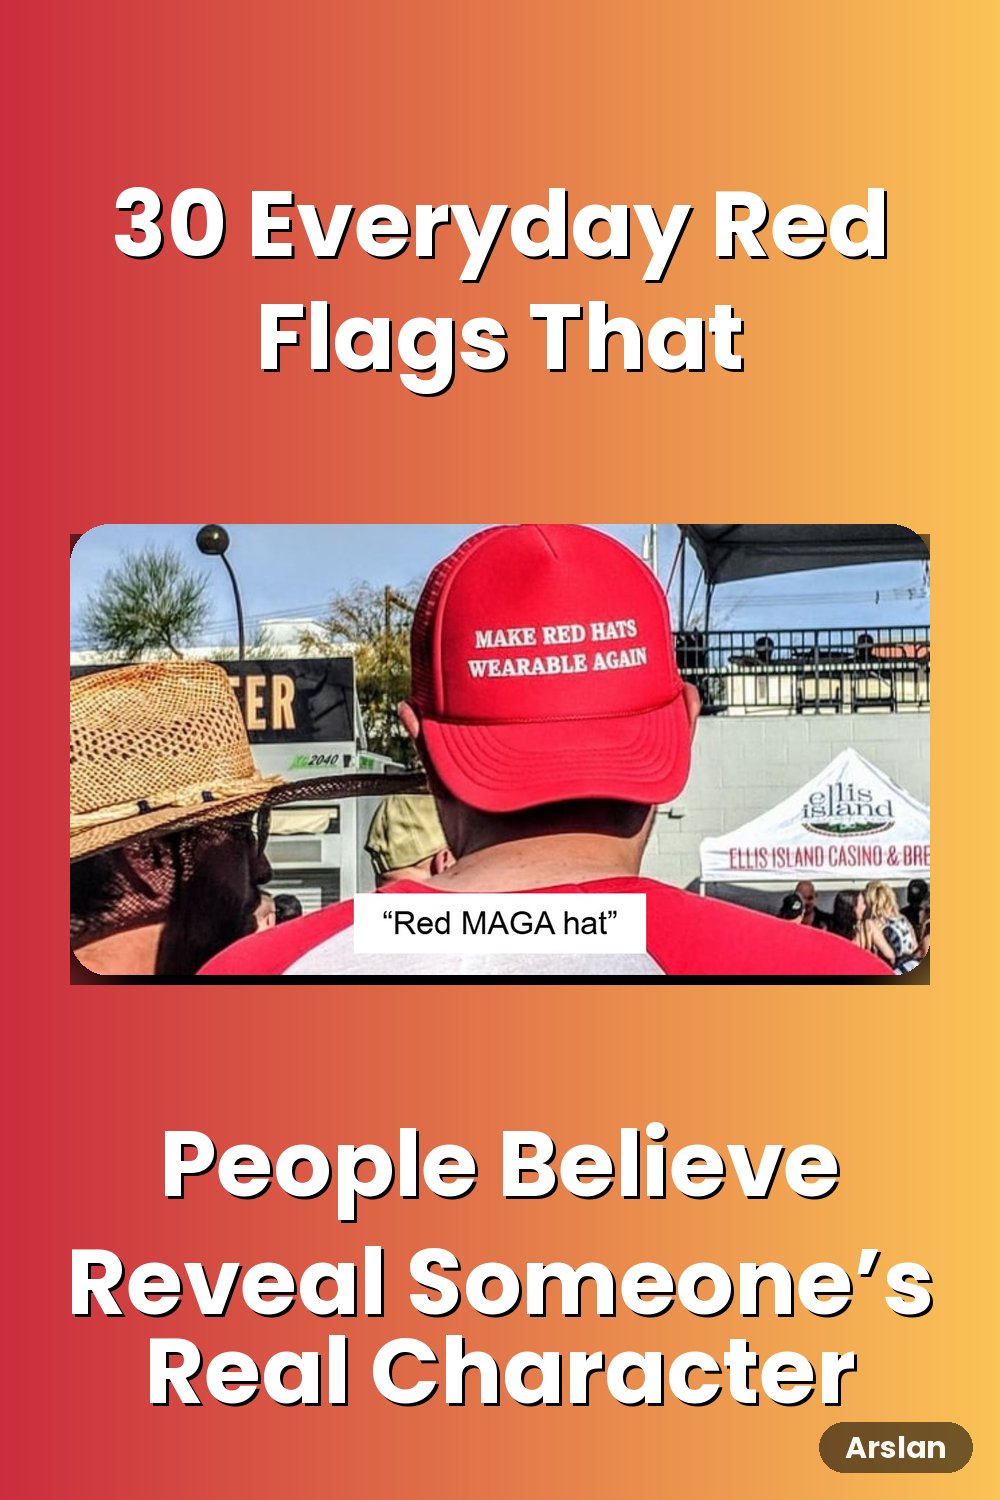 30 Everyday Red
Flags That
MAKE RED HATS
WEARABLE AGAIN
ER
2040
ellis
island
ELLIS ISLAND CASINO & BRE
“Red MAGA hat”
People Believe
Reveal Someone’s
Real Character
Arslan